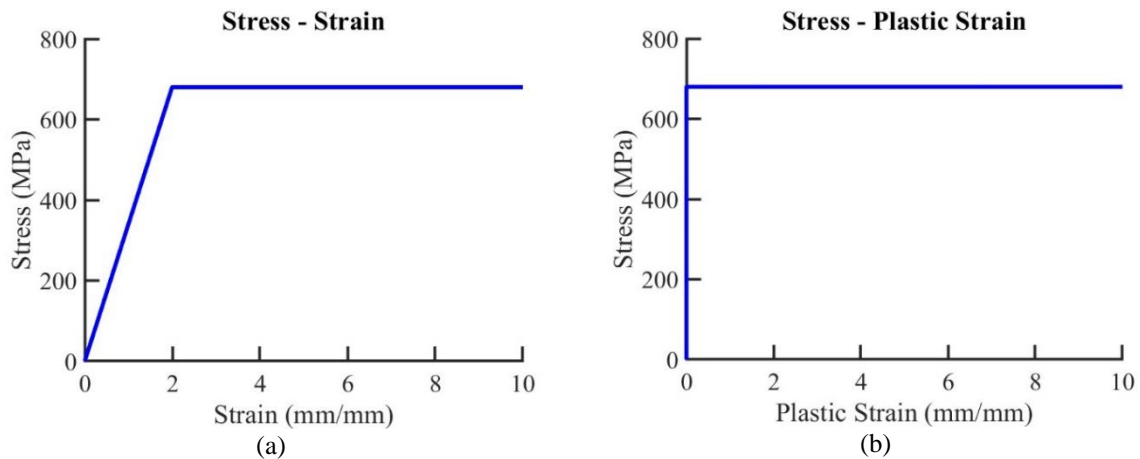 Stress - Strain
800
600
400
200
0
Stress (MPa)
0 2 4 6 8 10
Strain (mm/mm)
(a)
Stress - Plastic Strain
800
600
400
200
0
Stress (MPa)
0 2 4 6 8 10
Plastic Strain (mm/mm)
(b)